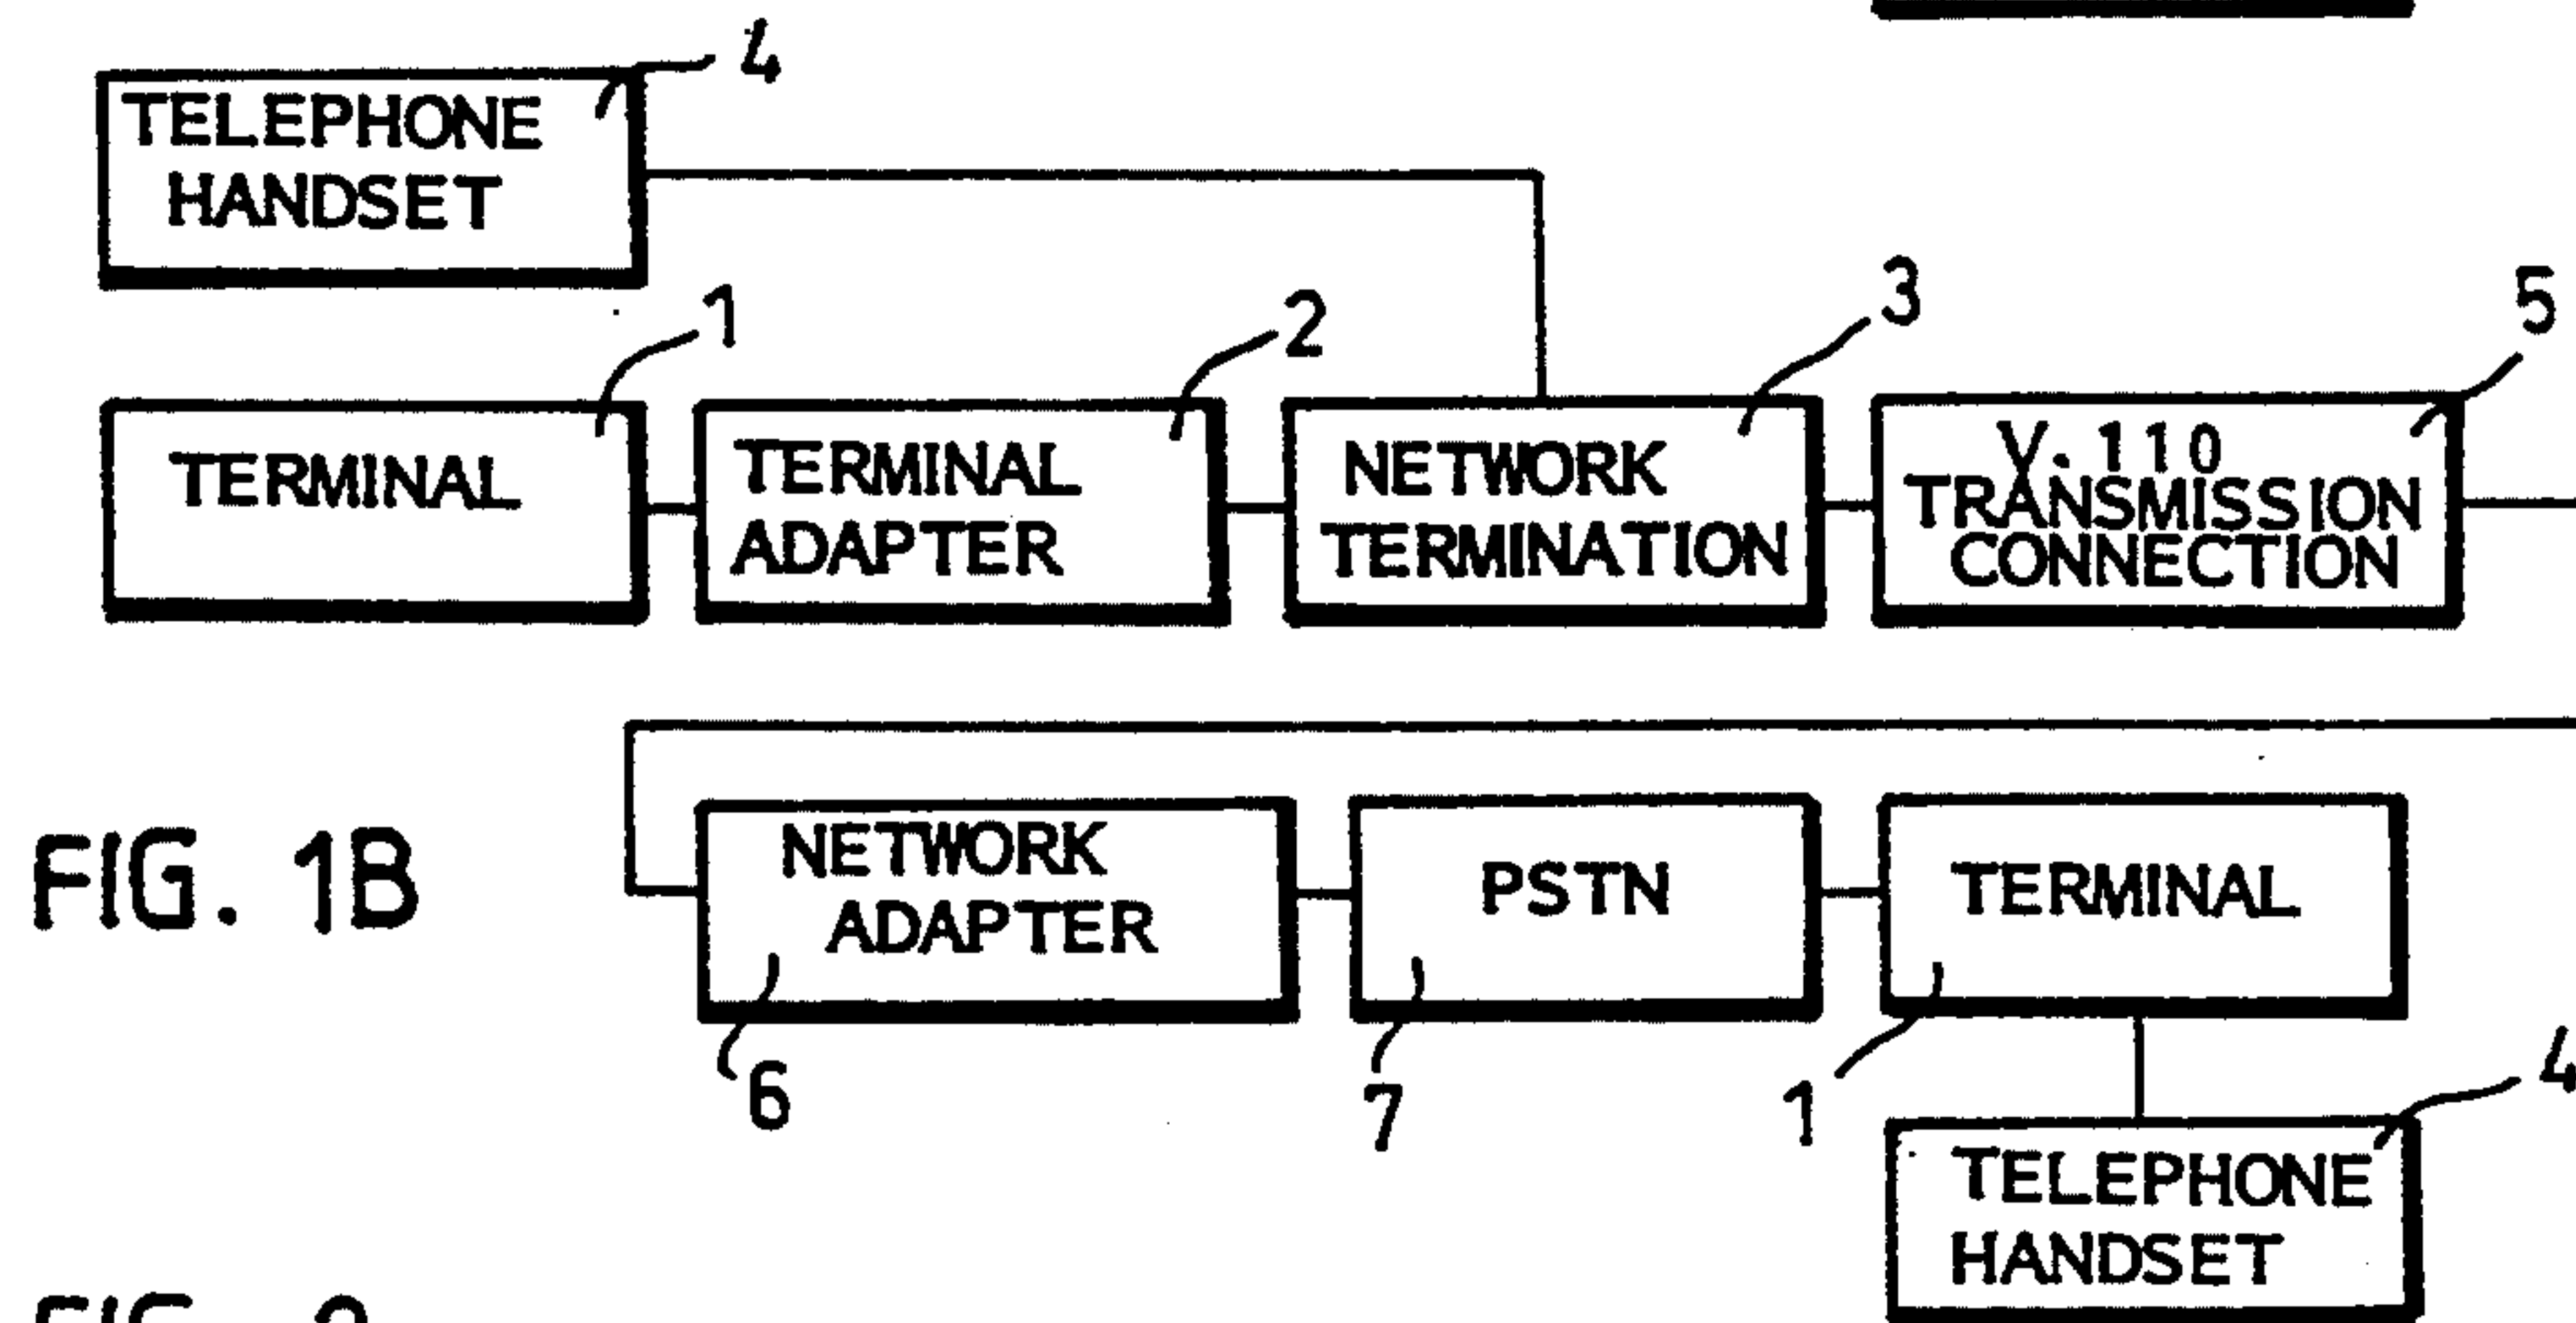 4
TELEPHONE
HANDSET
1
2
3
5
TERMINAL
TERMINAL
ADAPTER
NETWORK
TERMINATION
V.110
TRANSMISSION
CONNECTION
FIG. 1B
NETWORK
ADAPTER
PSTN
TERMINAL
6
7
1
4
TELEPHONE
HANDSET